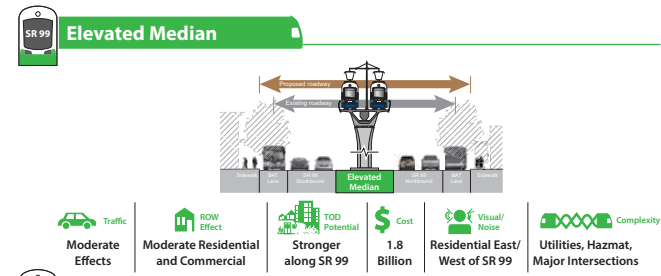 SR 99
Elevated Median
Proposed roadway
Existing roadway
Sidewalk
BAT
Lane
SR 99
Southbound
Elevated
Median
SR 99
Northbound
BAT
Lane
Sidewalk
Traffic
Moderate
Effects
ROW
Effect
Moderate Residential
and Commercial
TOD
Potential
Stronger
along SR 99
$ Cost
1.8
Billion
Visual/
Noise
Residential East/
West of SR 99
Complexity
Utilities, Hazmat,
Major Intersections